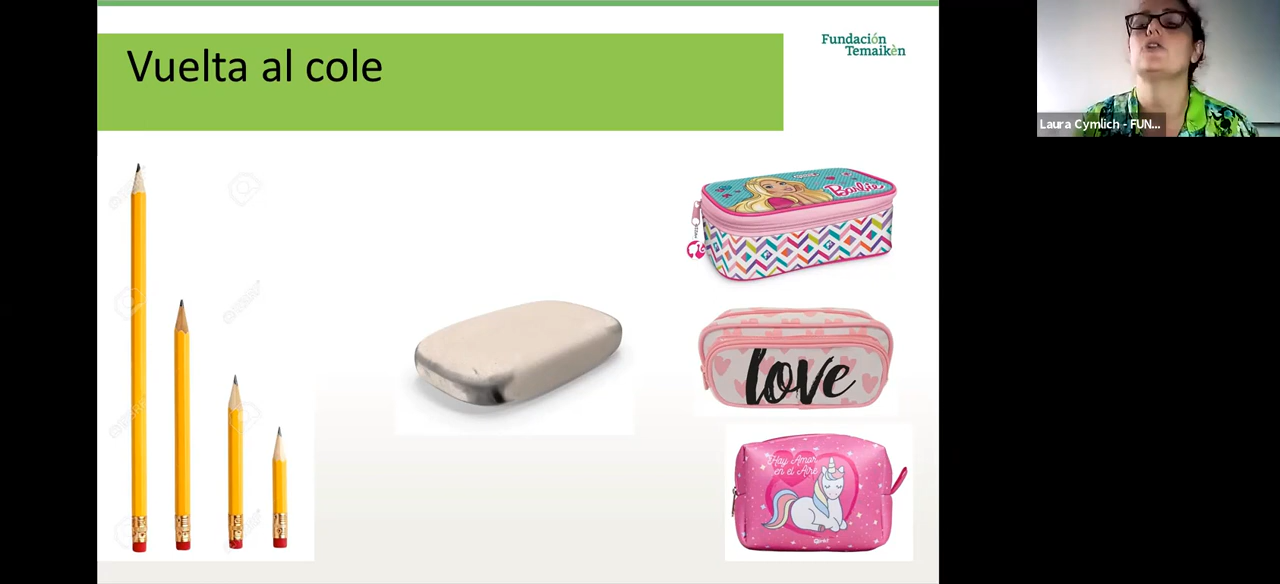 Vuelta al cole
Fundación
Temaikèn
Laura Cymlich - FUN...
Barbie
love
Hay Amor
en el Aire